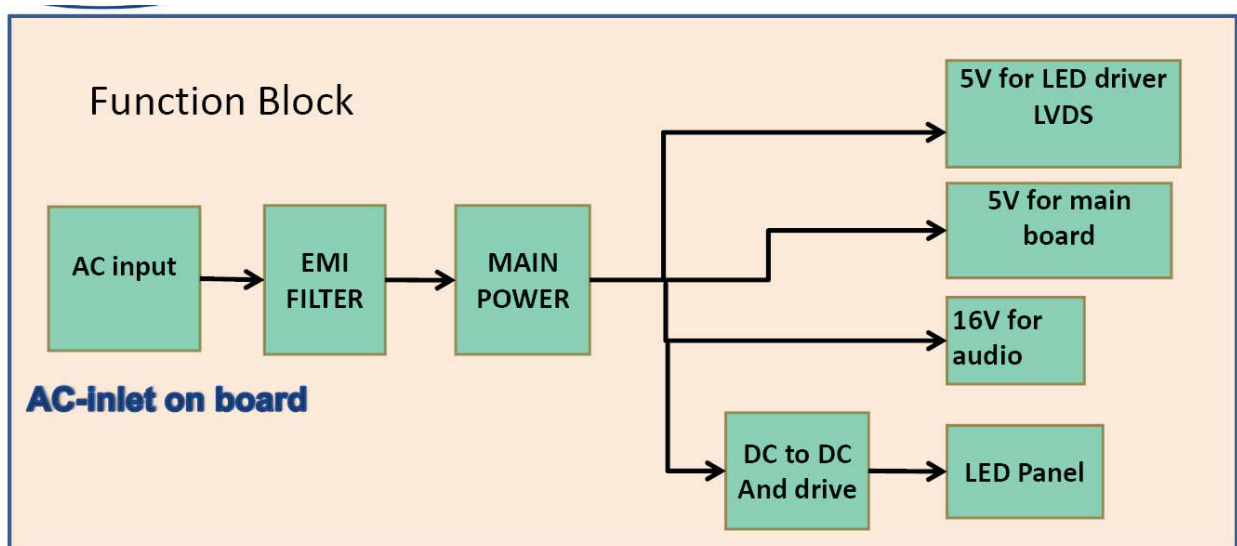 Function Block
5V for LED driver
LVDS
5V for main
board
AC input
EMI
FILTER
MAIN
POWER
16V for
audio
AC-inlet on board
DC to DC
And drive
LED Panel